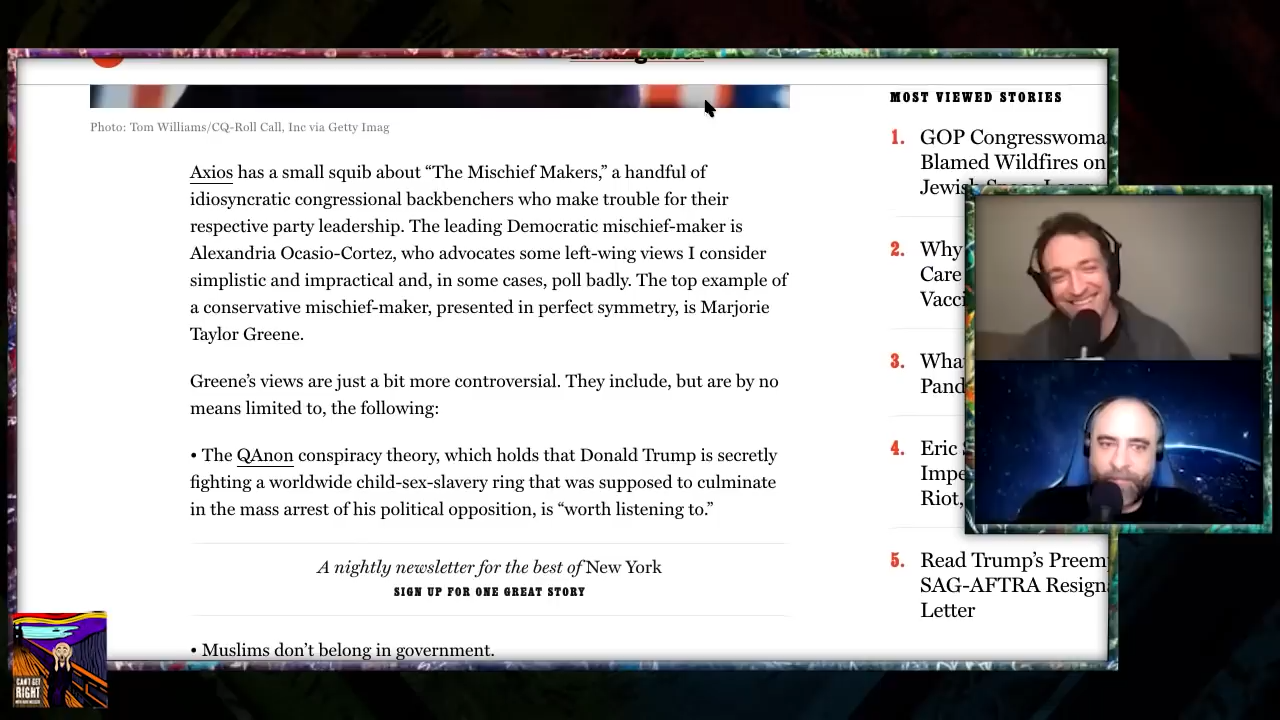 Photo: Tom Williams/CQ-Roll Call, Inc via Getty Imag
Axios has a small squib about “The Mischief Makers,” a handful of
idiosyncratic congressional backbenchers who make trouble for their
respective party leadership. The leading Democratic mischief-maker is
Alexandria Ocasio-Cortez, who advocates some left-wing views I consider
simplistic and impractical and, in some cases, poll badly. The top example of
a conservative mischief-maker, presented in perfect symmetry, is Marjorie
Taylor Greene.
Greene’s views are just a bit more controversial. They include, but are by no
means limited to, the following:
• The QAnon conspiracy theory, which holds that Donald Trump is secretly
fighting a worldwide child-sex-slavery ring that was supposed to culminate
in the mass arrest of his political opposition, is “worth listening to.”
A nightly newsletter for the best of New York
SIGN UP FOR ONE GREAT STORY
• Muslims don’t belong in government.
MOST VIEWED STORIES
1. GOP Congresswoma
Blamed Wildfires on
Jewish Space Laser
2. Why
Care
Vacci
3. Wha
Pand
4. Eric
Impe
Riot,
5. Read Trump’s Preem
SAG-AFTRA Resign
Letter
CAN'T GET
RIGHT